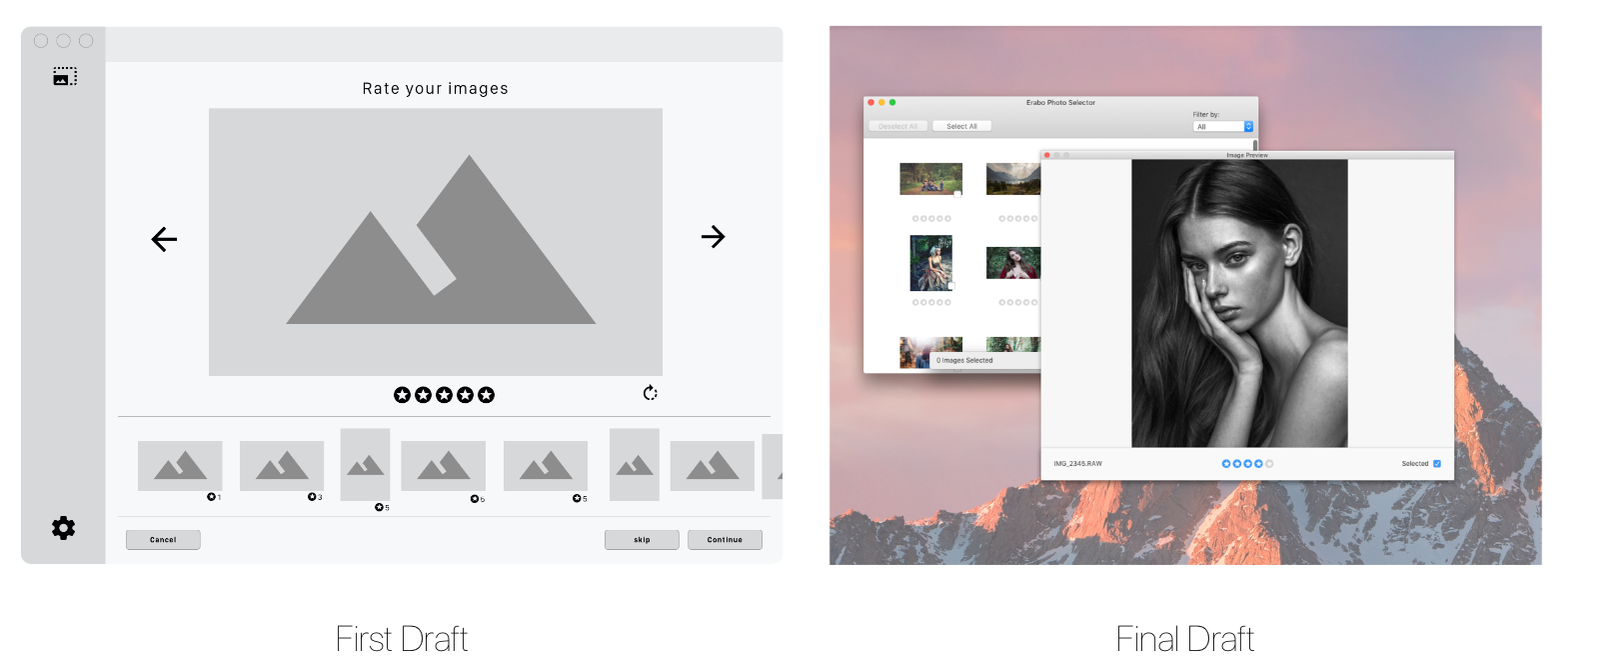 Rate your images
1
3
5
6
5
Cancel
skip
Continue
First Draft
Erabo Photo Selector
Deselect All
Select All
Filter by:
All
Image Preview
0 Images Selected
IMG_2345.RAW
Selected
Final Draft